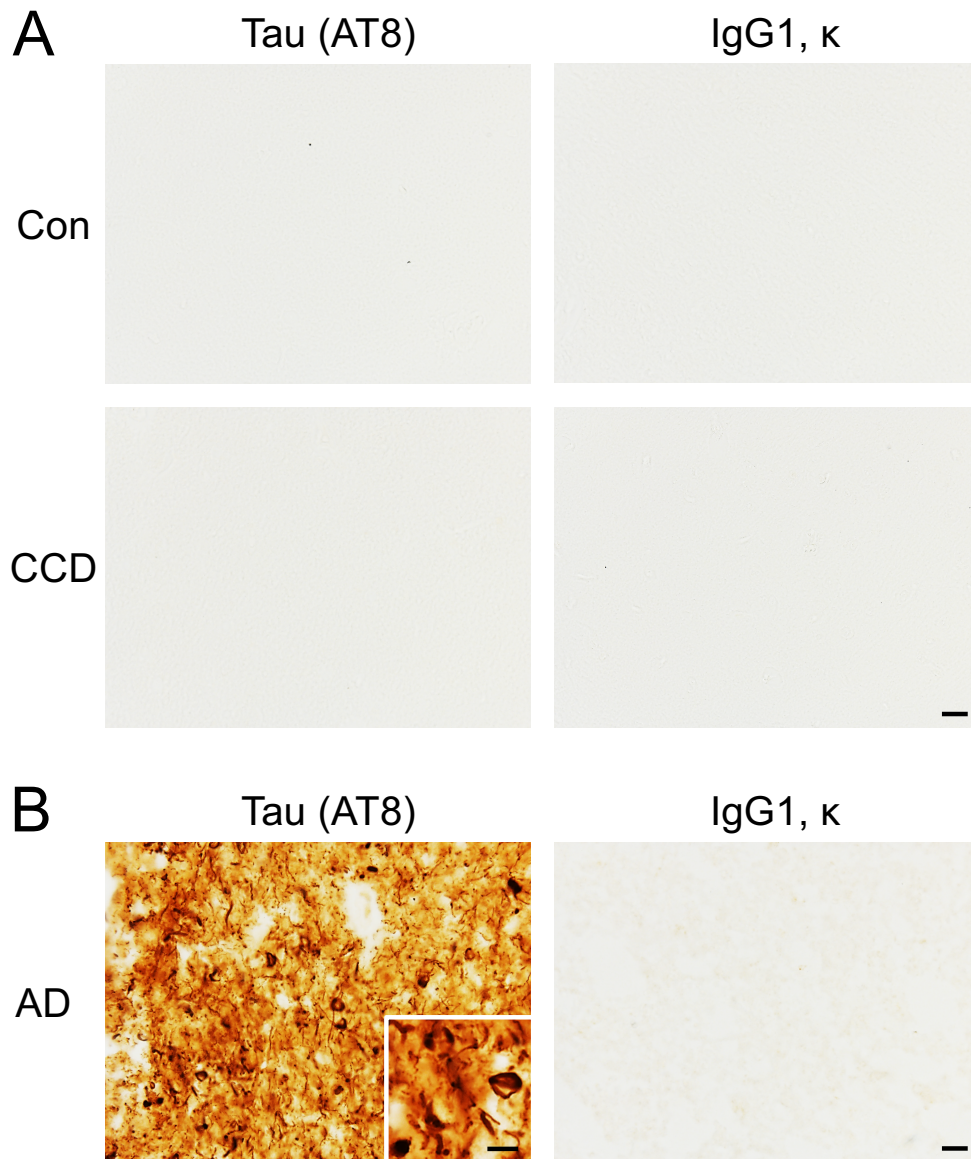 A
Tau (AT8)
IgG1, κ
Con
CCD
B
Tau (AT8)
IgG1, κ
AD